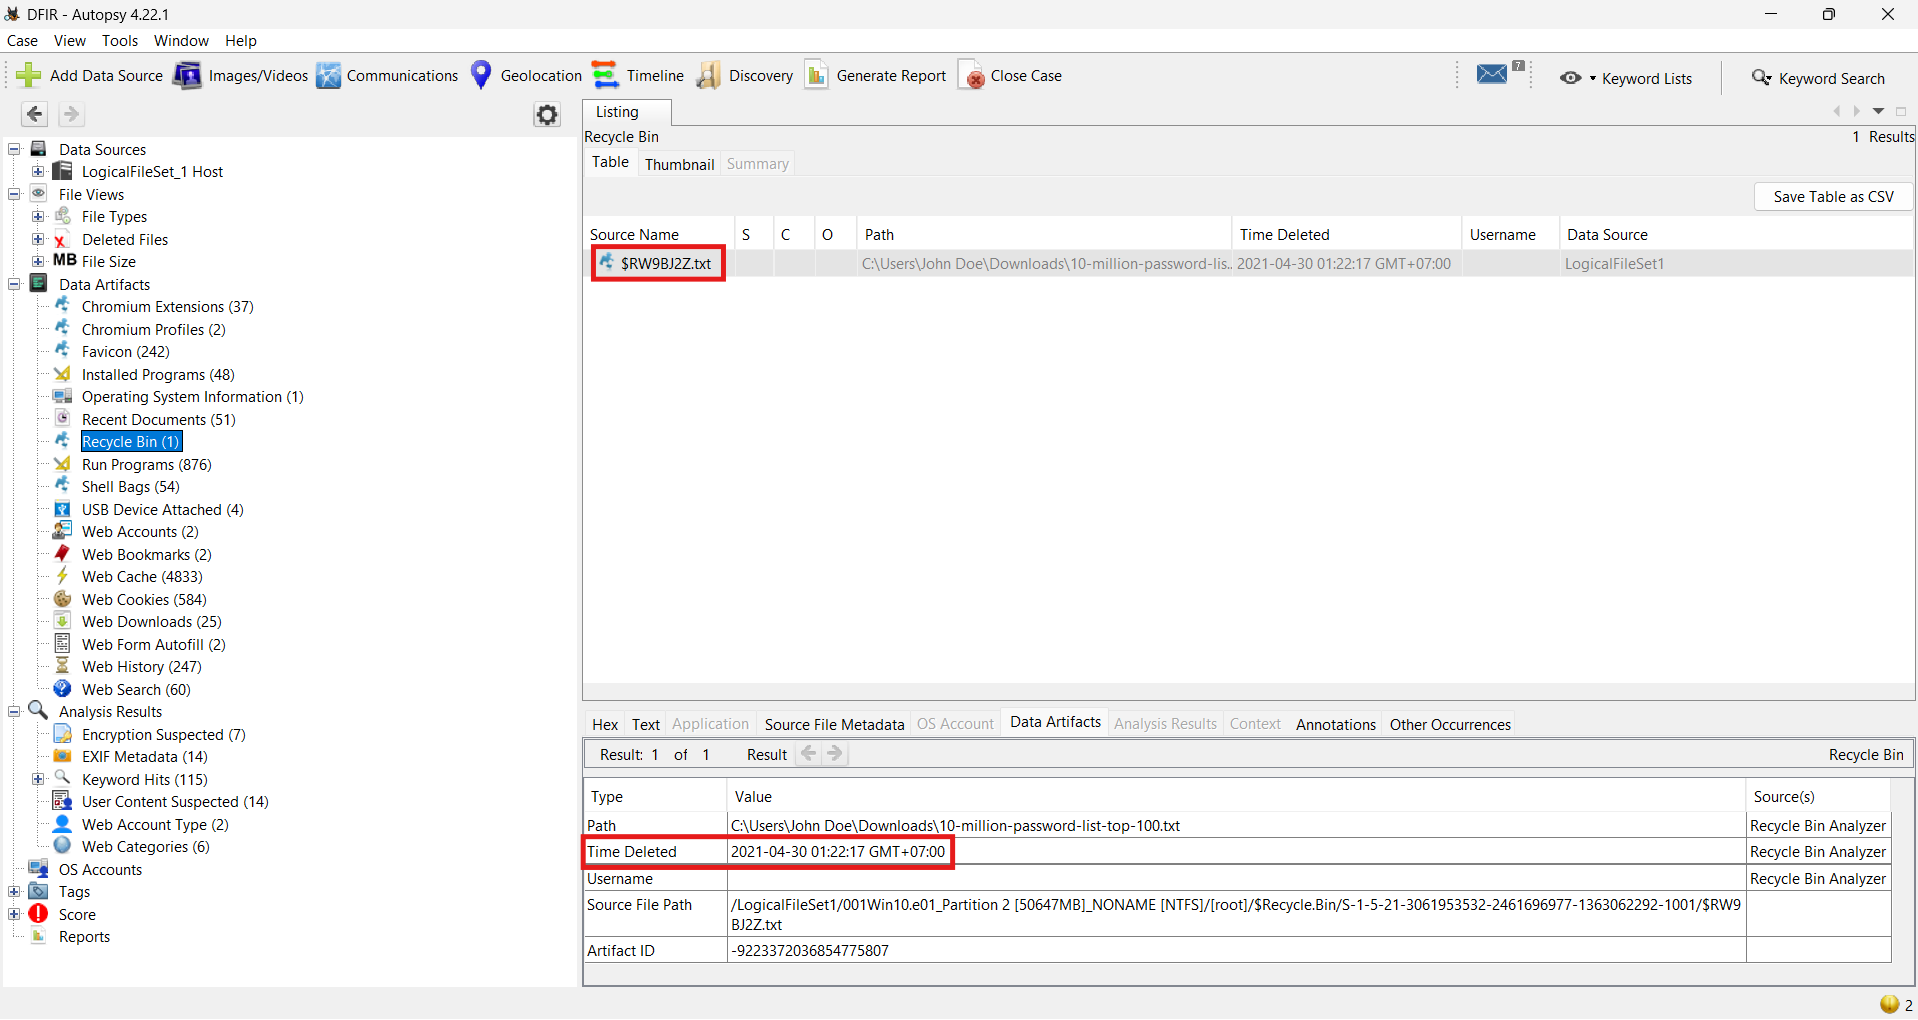 DFIR - Autopsy 4.22.1
Case View Tools Window Help
Add Data Source Images/Videos Communications Geolocation Timeline Discovery Generate Report Close Case 7 Keyword Lists Keyword Search
Data Sources
LogicalFileSet_1 Host
File Views
File Types
Deleted Files
MB File Size
Data Artifacts
Chromium Extensions (37)
Chromium Profiles (2)
Favicon (242)
Installed Programs (48)
Operating System Information (1)
Recent Documents (51)
Recycle Bin (1)
Run Programs (876)
Shell Bags (54)
USB Device Attached (4)
Web Accounts (2)
Web Bookmarks (2)
Web Cache (4833)
Web Cookies (584)
Web Downloads (25)
Web Form Autofill (2)
Web History (247)
Web Search (60)
Analysis Results
Encryption Suspected (7)
EXIF Metadata (14)
Keyword Hits (115)
User Content Suspected (14)
Web Account Type (2)
Web Categories (6)
OS Accounts
Tags
Score
Reports
Listing
Recycle Bin 1 Results
Table Thumbnail Summary
Save Table as CSV
Source Name S C O Path Time Deleted Username Data Source
$RW9BJ2Z.txt C:\Users\John Doe\Downloads\10-million-password-lis... 2021-04-30 01:22:17 GMT+07:00 LogicalFileSet1
Hex Text Application Source File Metadata OS Account Data Artifacts Analysis Results Context Annotations Other Occurrences
Result: 1 of 1 Result Recycle Bin
Type Value Source(s)
Path C:\Users\John Doe\Downloads\10-million-password-list-top-100.txt Recycle Bin Analyzer
Time Deleted 2021-04-30 01:22:17 GMT+07:00 Recycle Bin Analyzer
Username Recycle Bin Analyzer
Source File Path /LogicalFileSet1/001Win10.e01_Partition 2 [50647MB]_NONAME [NTFS]/[root]/$Recycle.Bin/S-1-5-21-3061953532-2461696977-1363062292-1001/$RW9
BJ2Z.txt
Artifact ID -9223372036854775807
2